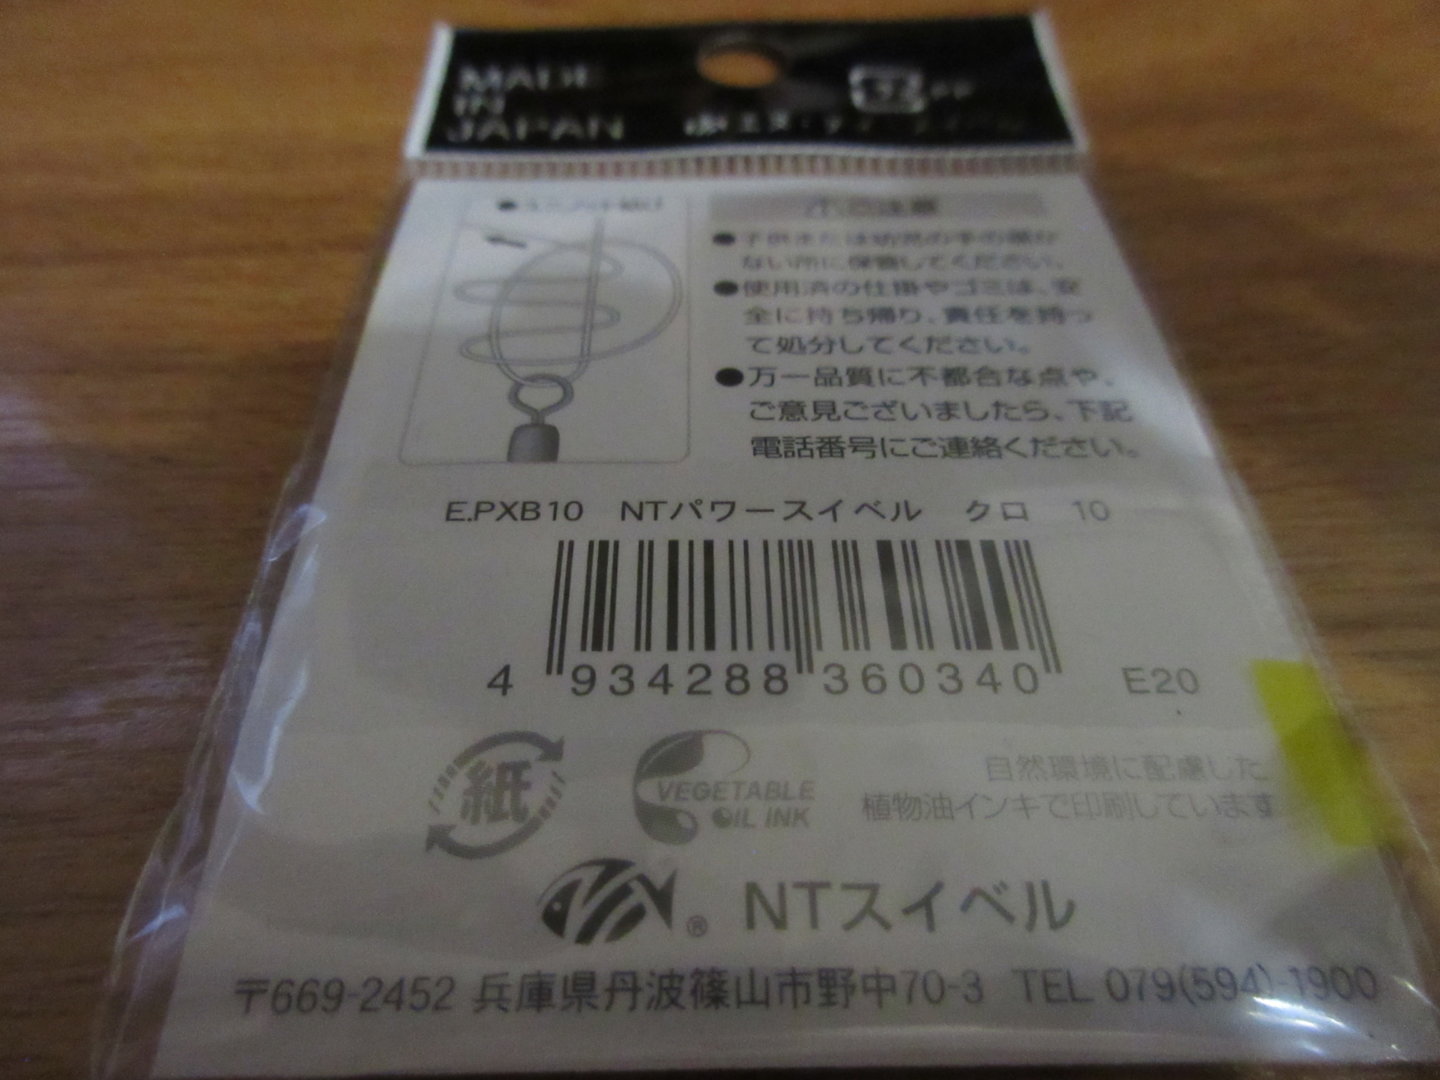 MADE
IN
JAPAN
PP
ご注意
●子供または幼児の手の届か
ない所に保管してください。
●使用済の仕掛やゴミは、安
全に持ち帰り、責任を持っ
て処分してください。
●万一品質に不都合な点や、
ご意見ございましたら、下記
電話番号にご連絡ください。
E.PXB10 NTパワースイベル クロ 10
4 934288 360340 E20
紙
VEGETABLE
OIL INK
自然環境に配慮した
植物油インキで印刷しています
® NTスイベル
〒669-2452 兵庫県丹波篠山市野中70-3 TEL 079(594)-1900